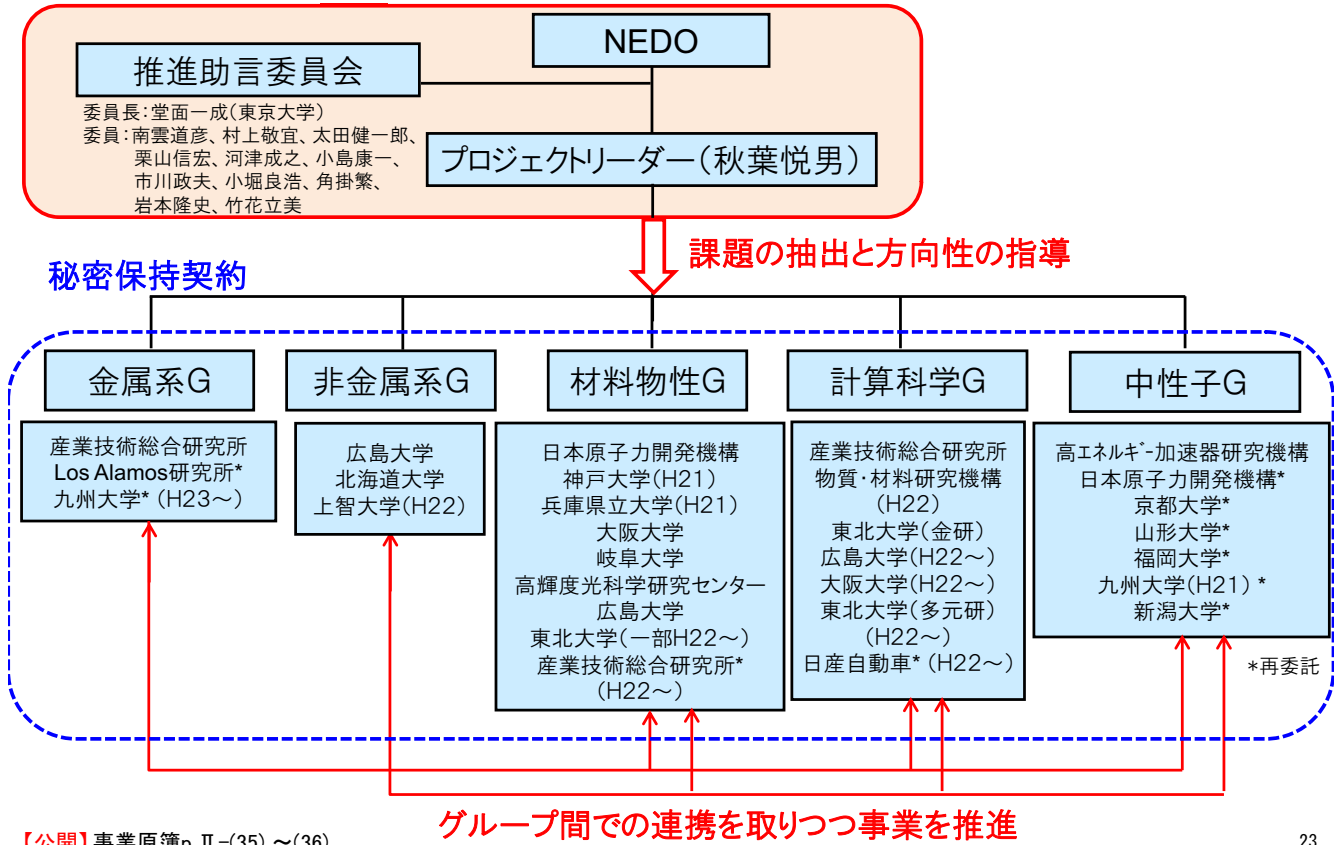 NEDO
推進助言委員会
委員長:堂面一成(東京大学)
委員:南雲道彦、村上敬宜、太田健一郎、
栗山信宏、河津成之、小島康一、
市川政夫、小堀良浩、角掛繁、
岩本隆史、竹花立美
プロジェクトリーダー(秋葉悦男)
課題の抽出と方向性の指導
秘密保持契約
金属系G
産業技術総合研究所
Los Alamos研究所*
九州大学* (H23~)
非金属系G
広島大学
北海道大学
上智大学(H22)
材料物性G
日本原子力開発機構
神戸大学(H21)
兵庫県立大学(H21)
大阪大学
岐阜大学
高輝度光科学研究センター
広島大学
東北大学(一部H22~)
産業技術総合研究所*
(H22~)
計算科学G
産業技術総合研究所
物質・材料研究機構
(H22)
東北大学(金研)
広島大学(H22~)
大阪大学(H22~)
東北大学(多元研)
(H22~)
日産自動車* (H22~)
中性子G
高エネルギー加速器研究機構
日本原子力開発機構*
京都大学*
山形大学*
福岡大学*
九州大学(H21) *
新潟大学*
*再委託
グループ間での連携を取りつつ事業を推進
【公開】事業原簿p Ⅱ-(35) ~(36)
23